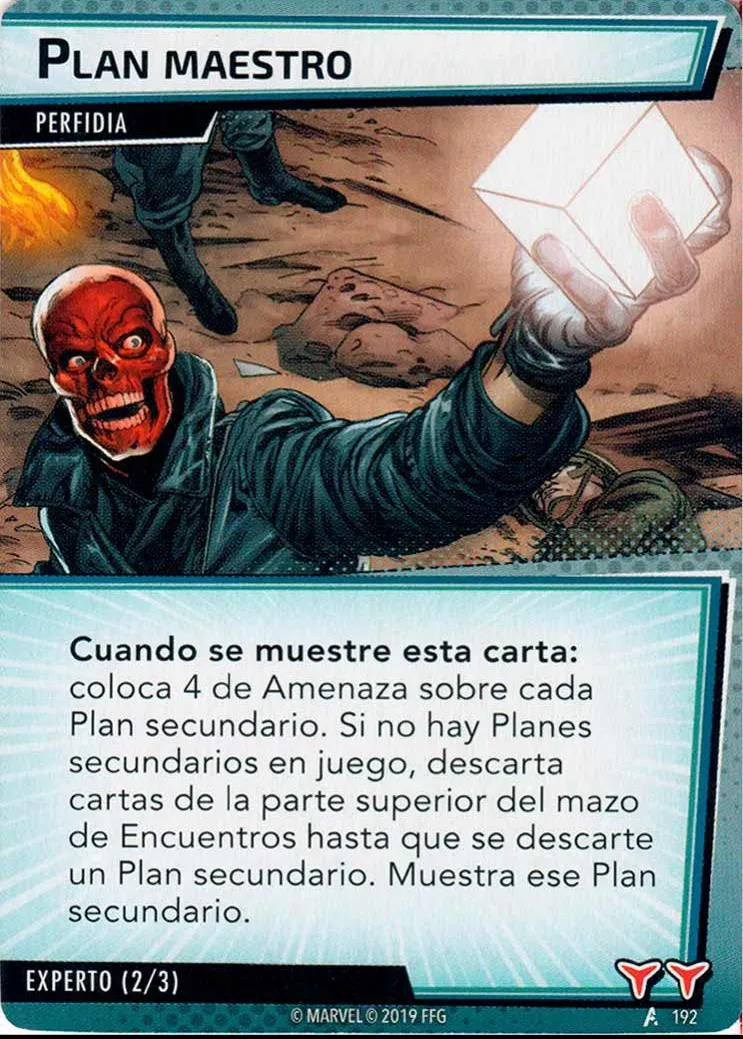 PLAN MAESTRO
PERFIDIA
Cuando se muestre esta carta:
coloca 4 de Amenaza sobre cada
Plan secundario. Si no hay Planes
secundarios en juego, descarta
cartas de la parte superior del mazo
de Encuentros hasta que se descarte
un Plan secundario. Muestra ese Plan
secundario.
EXPERTO (2/3)
© MARVEL © 2019 FFG
192